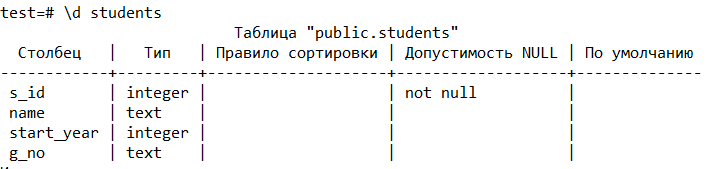 test=# \d students
Таблица "public.students"
Столбец | Тип | Правило сортировки | Допустимость NULL | По умолчанию
------------+---------+--------------------+-------------------+--------------
s_id | integer | | not null |
name | text | | |
start_year | integer | | |
g_no | text | | |